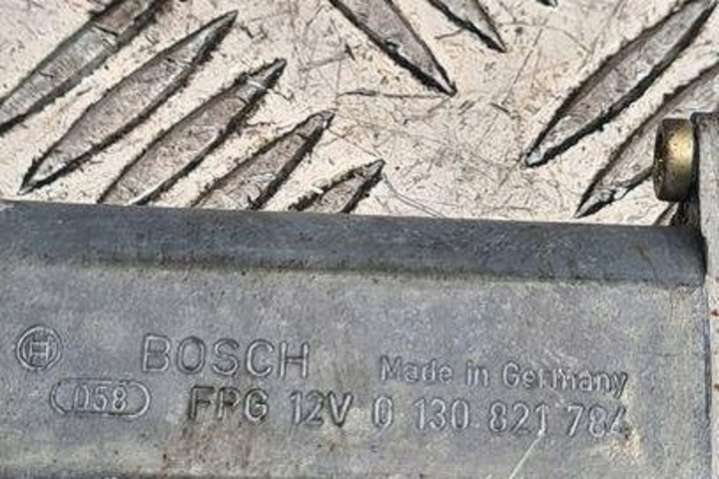 BOSCH Made in Germany
058 FPG 12V 0 130 821 784